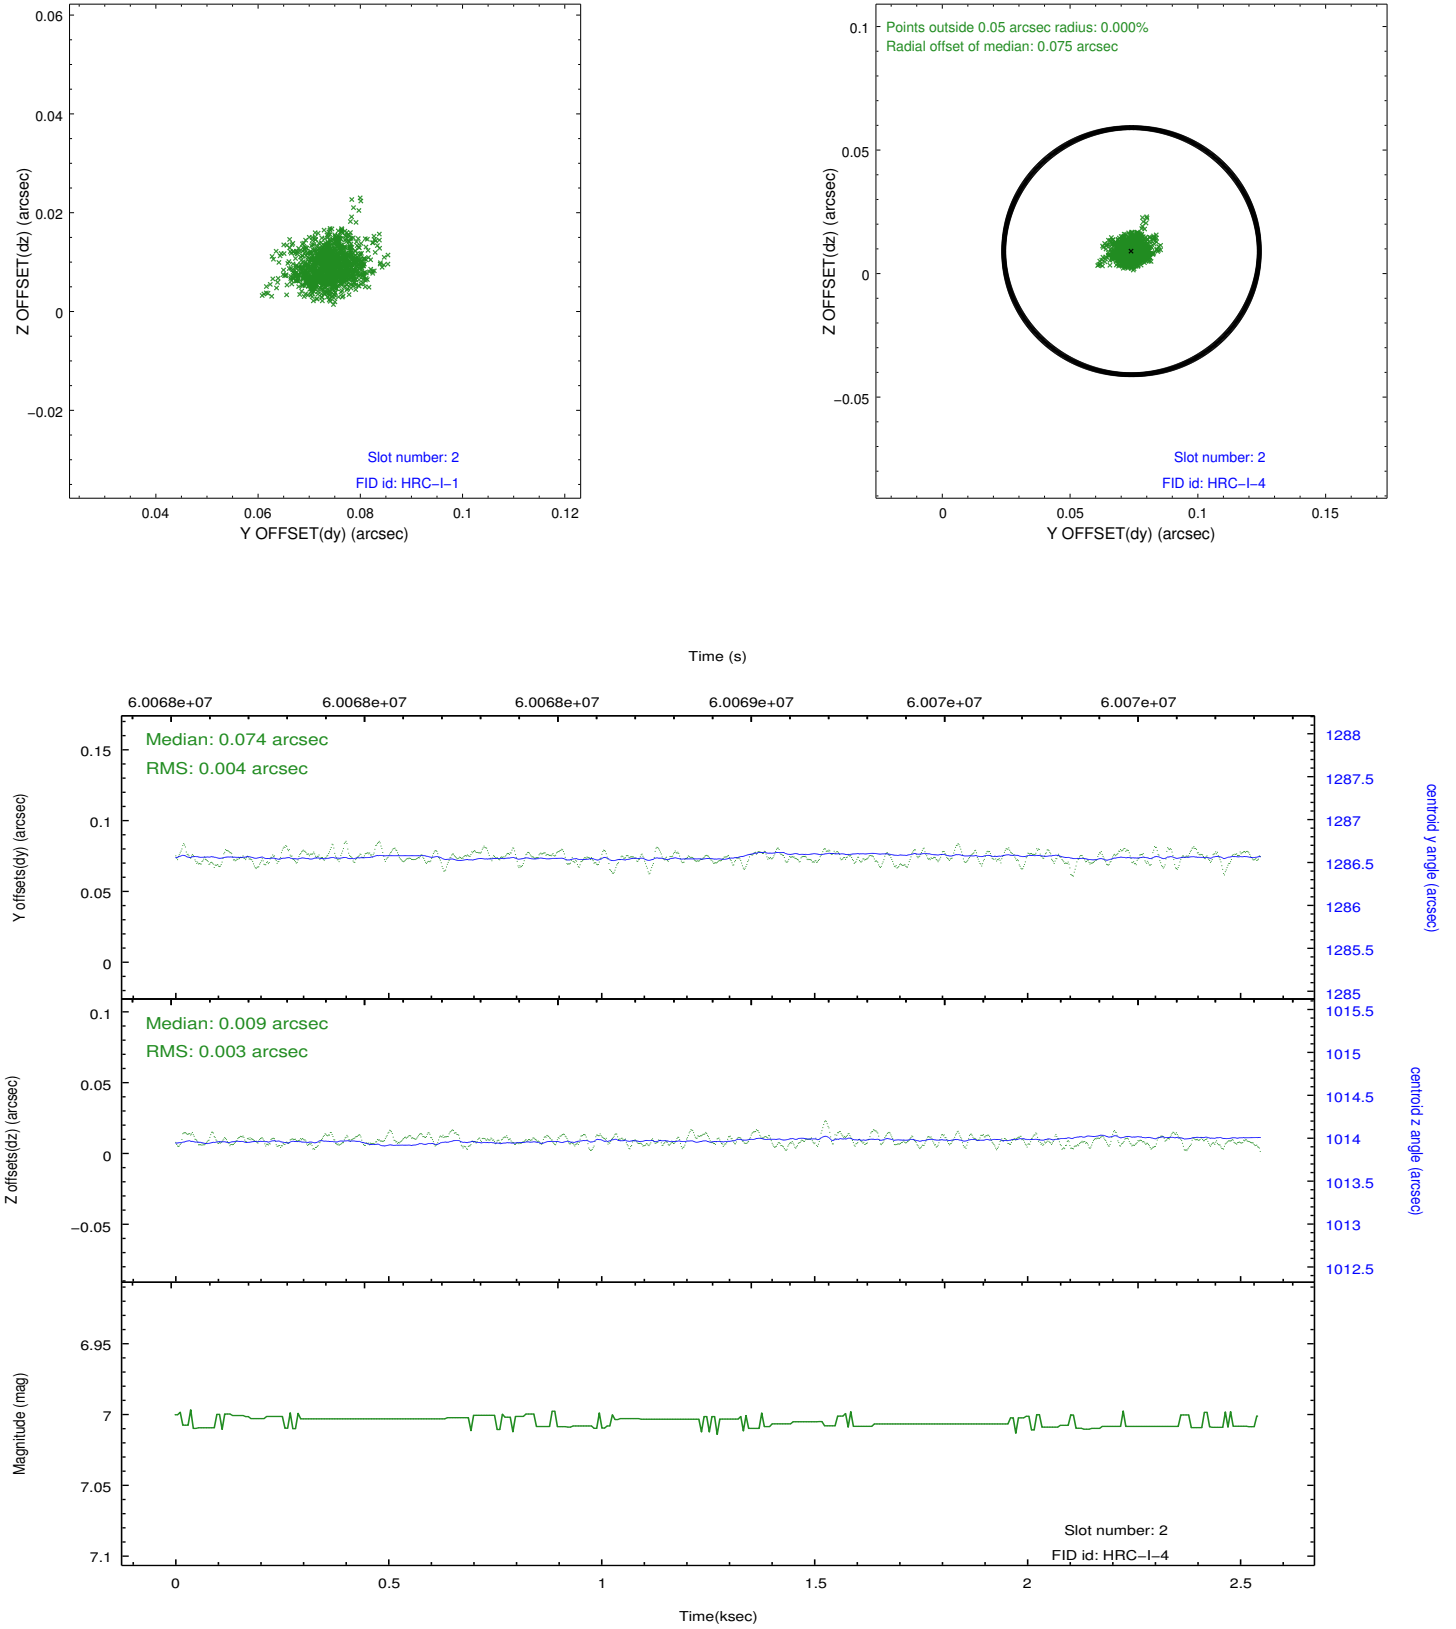 0.06
0.04
0.02
0
−0.02
Z OFFSET(dz) (arcsec)
Slot number: 2
FID id: HRC−I−1
0.04 0.06 0.08 0.1 0.12
Y OFFSET(dy) (arcsec)
Points outside 0.05 arcsec radius: 0.000%
Radial offset of median: 0.075 arcsec
0.1
0.05
0
−0.05
Z OFFSET(dz) (arcsec)
Slot number: 2
FID id: HRC−I−4
0 0.05 0.1 0.15
Y OFFSET(dy) (arcsec)
Time (s)
6.0068e+07 6.0068e+07 6.0068e+07 6.0069e+07 6.007e+07 6.007e+07
Median: 0.074 arcsec
RMS: 0.004 arcsec
0.15
0.1
0.05
0
Y offsets(dy) (arcsec)
1288
1287.5
1287
1286.5
1286
1285.5
1285
centroid y angle (arcsec)
Median: 0.009 arcsec
RMS: 0.003 arcsec
0.1
0.05
0
−0.05
Z offsets(dz) (arcsec)
1015.5
1015
1014.5
1014
1013.5
1013
1012.5
centroid z angle (arcsec)
6.95
7
7.05
7.1
Magnitude (mag)
Slot number: 2
FID id: HRC−I−4
0 0.5 1 1.5 2 2.5
Time(ksec)